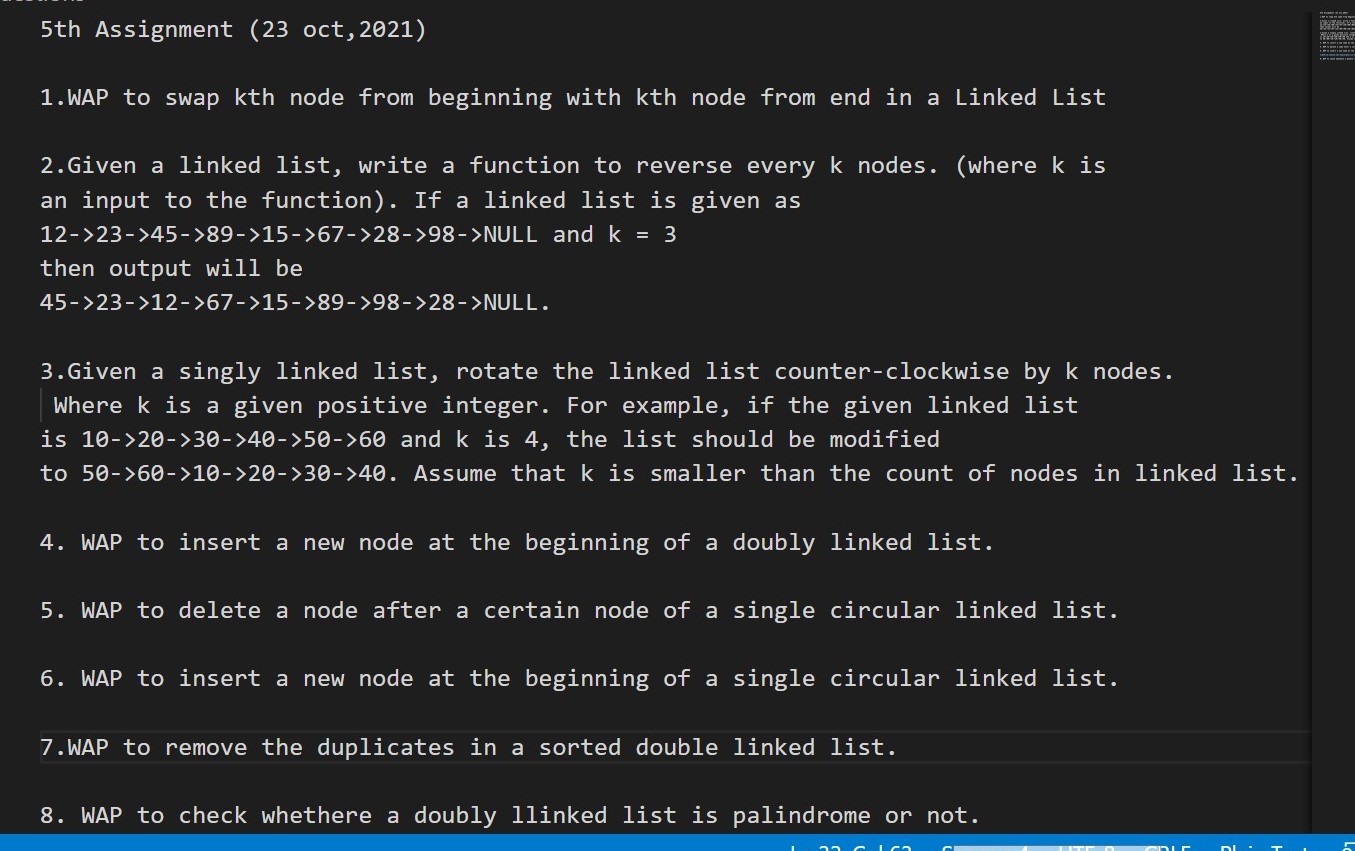 5th Assignment (23 oct,2021)
1.WAP to swap kth node from beginning with kth node from end in a Linked List
2.Given a linked list, write a function to reverse every k nodes. (where k is
an input to the function). If a linked list is given as
12->23->45->89->15->67->28->98->NULL and k = 3
then output will be
45->23->12->67->15->89->98->28->NULL.
3.Given a singly linked list, rotate the linked list counter-clockwise by k nodes.
Where k is a given positive integer. For example, if the given linked list
is 10->20->30->40->50->60 and k is 4, the list should be modified
to 50->60->10->20->30->40. Assume that k is smaller than the count of nodes in linked list.
4. WAP to insert a new node at the beginning of a doubly linked list.
5. WAP to delete a node after a certain node of a single circular linked list.
6. WAP to insert a new node at the beginning of a single circular linked list.
7.WAP to remove the duplicates in a sorted double linked list.
8. WAP to check whethere a doubly llinked list is palindrome or not.